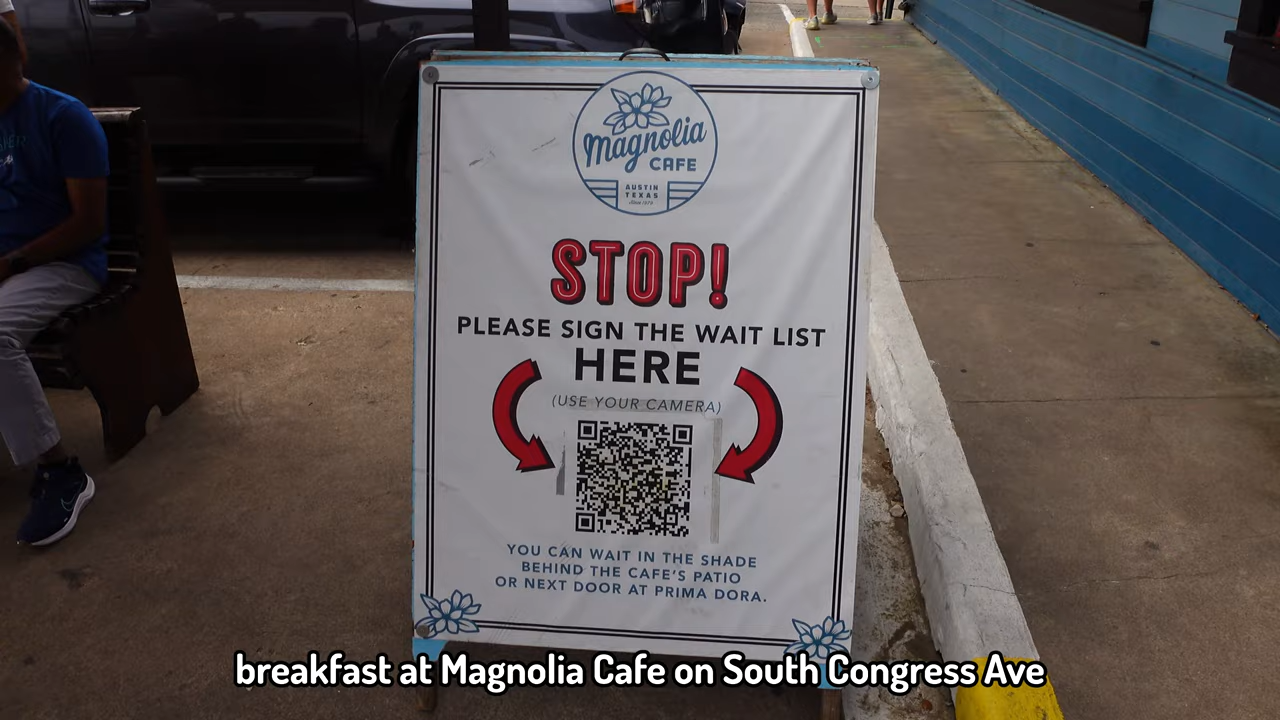 Magnolia
CAFE
AUSTIN
TEXAS
STOP!
PLEASE SIGN THE WAIT LIST
HERE
(USE YOUR CAMERA)
YOU CAN WAIT IN THE SHADE
BEHIND THE CAFE'S PATIO
OR NEXT DOOR AT PRIMA DORA.
breakfast at Magnolia Cafe on South Congress Ave